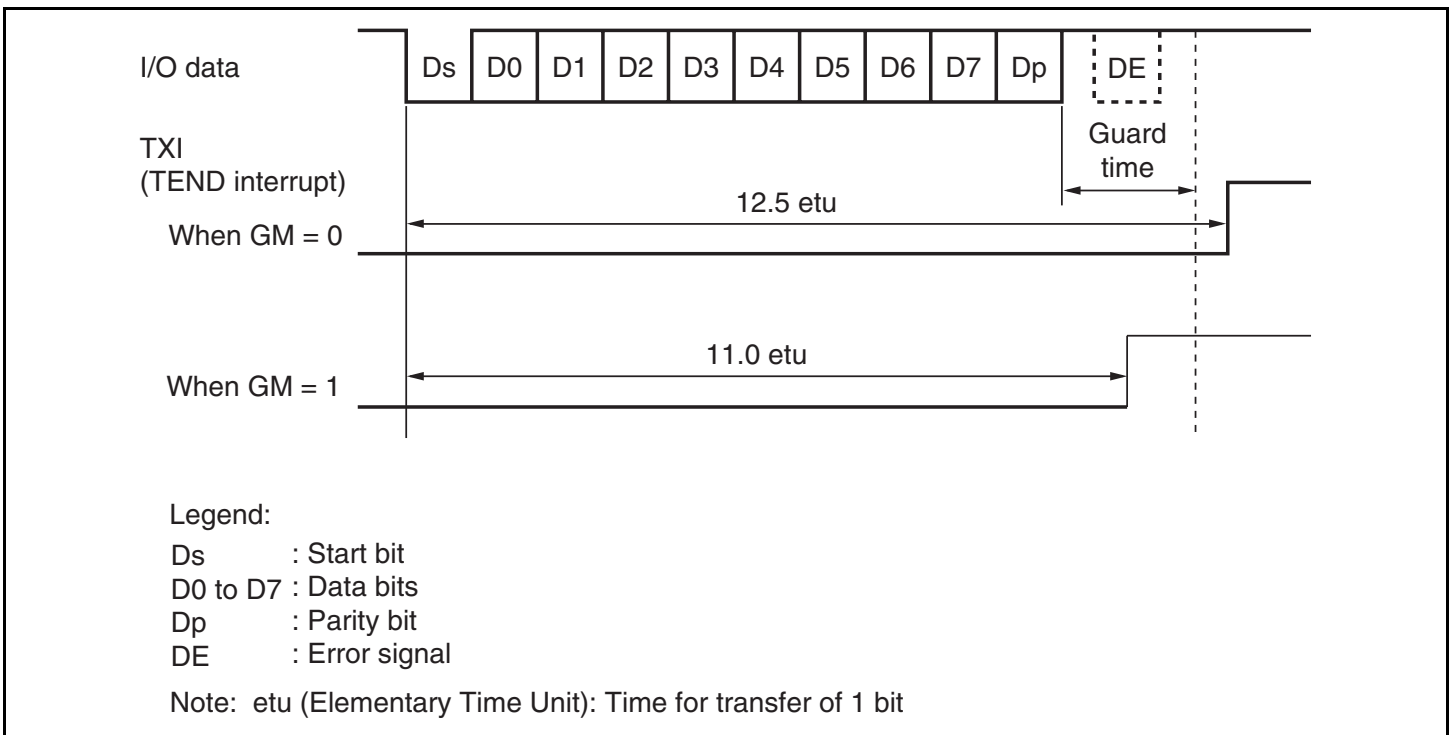 I/O data
Ds D0 D1 D2 D3 D4 D5 D6 D7 Dp DE
Guard
time
TXI
(TEND interrupt)
12.5 etu
When GM = 0
11.0 etu
When GM = 1
Legend:
Ds : Start bit
D0 to D7 : Data bits
Dp : Parity bit
DE : Error signal
Note: etu (Elementary Time Unit): Time for transfer of 1 bit